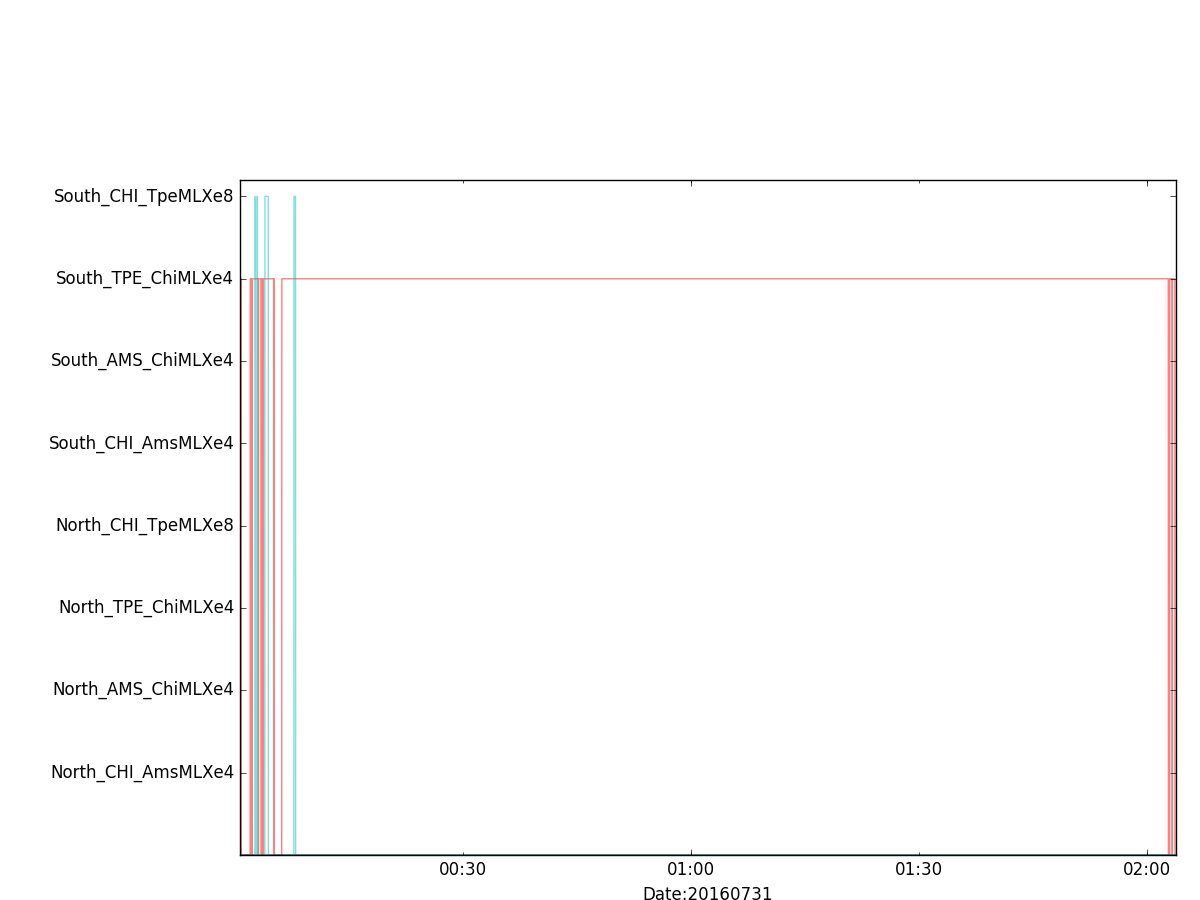 South_CHI_TpeMLXe8
South_TPE_ChiMLXe4
South_AMS_ChiMLXe4
South_CHI_AmsMLXe4
North_CHI_TpeMLXe8
North_TPE_ChiMLXe4
North_AMS_ChiMLXe4
North_CHI_AmsMLXe4
00:30 01:00 01:30 02:00
Date:20160731